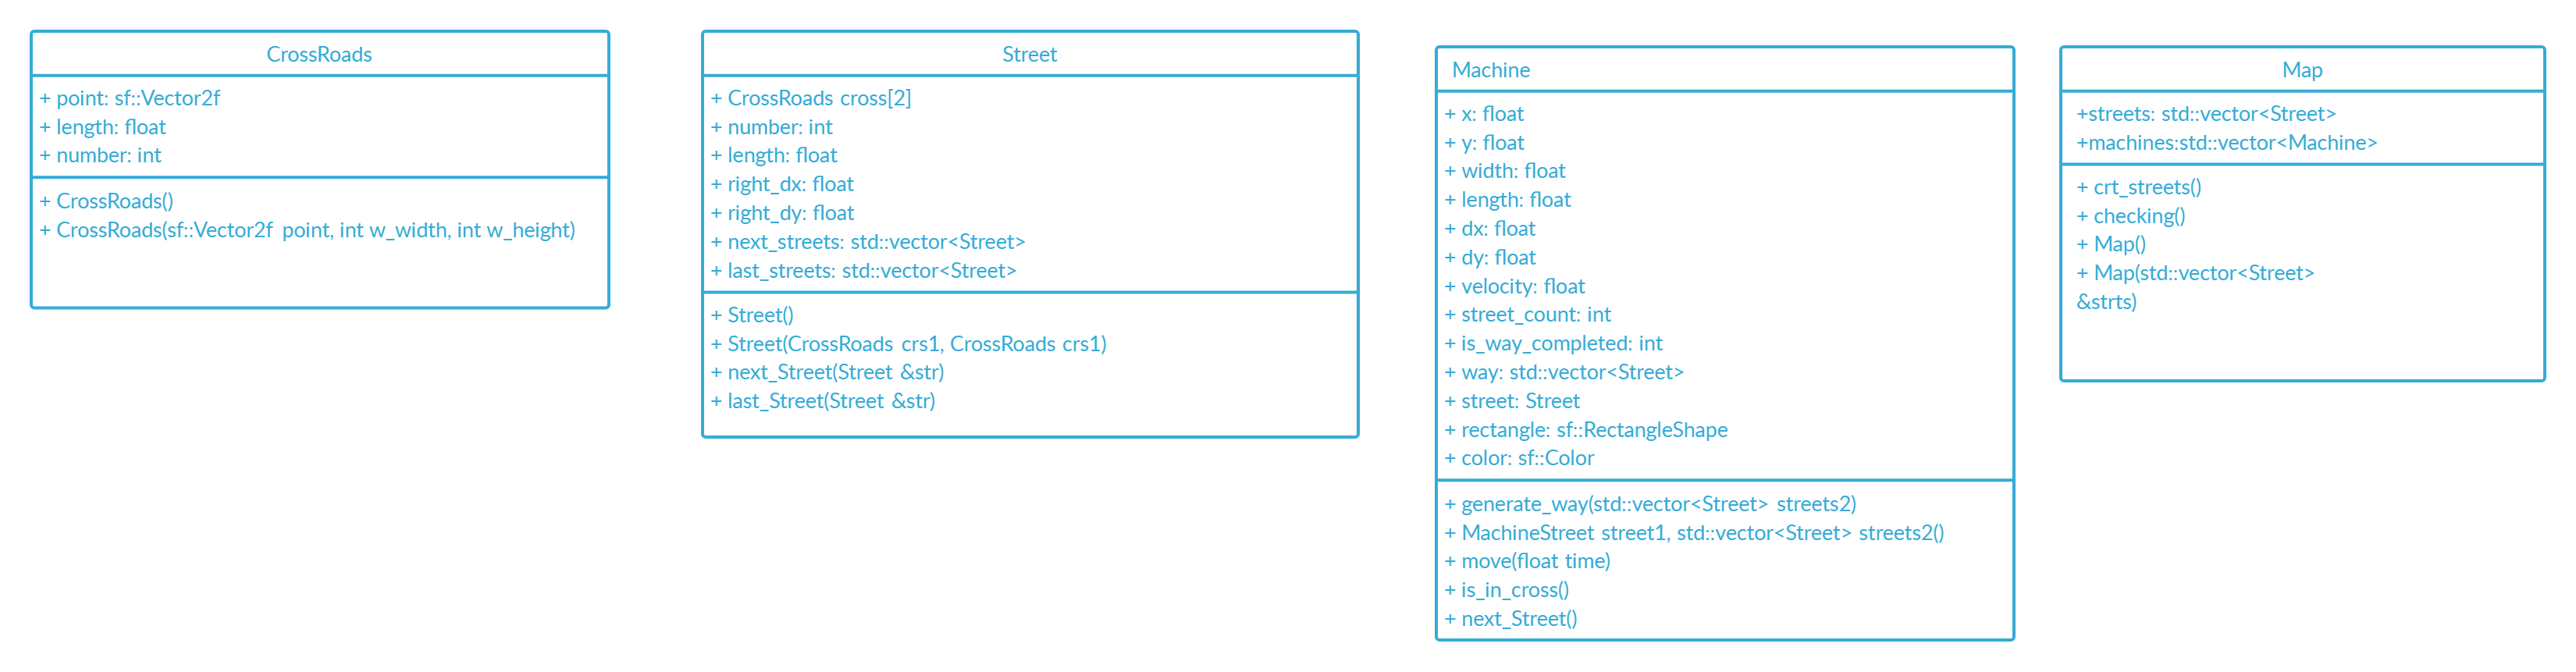 CrossRoads
+ point: sf::Vector2f
+ length: float
+ number: int
+ CrossRoads()
+ CrossRoads(sf::Vector2f point, int w_width, int w_height)
Street
+ CrossRoads cross[2]
+ number: int
+ length: float
+ right_dx: float
+ right_dy: float
+ next_streets: std::vector<Street>
+ last_streets: std::vector<Street>
+ Street()
+ Street(CrossRoads crs1, CrossRoads crs1)
+ next_Street(Street &str)
+ last_Street(Street &str)
Machine
+ x: float
+ y: float
+ width: float
+ length: float
+ dx: float
+ dy: float
+ velocity: float
+ street_count: int
+ is_way_completed: int
+ way: std::vector<Street>
+ street: Street
+ rectangle: sf::RectangleShape
+ color: sf::Color
+ generate_way(std::vector<Street> streets2)
+ MachineStreet street1, std::vector<Street> streets2()
+ move(float time)
+ is_in_cross()
+ next_Street()
Map
+streets: std::vector<Street>
+machines:std::vector<Machine>
+ crt_streets()
+ checking()
+ Map()
+ Map(std::vector<Street>
&strts)